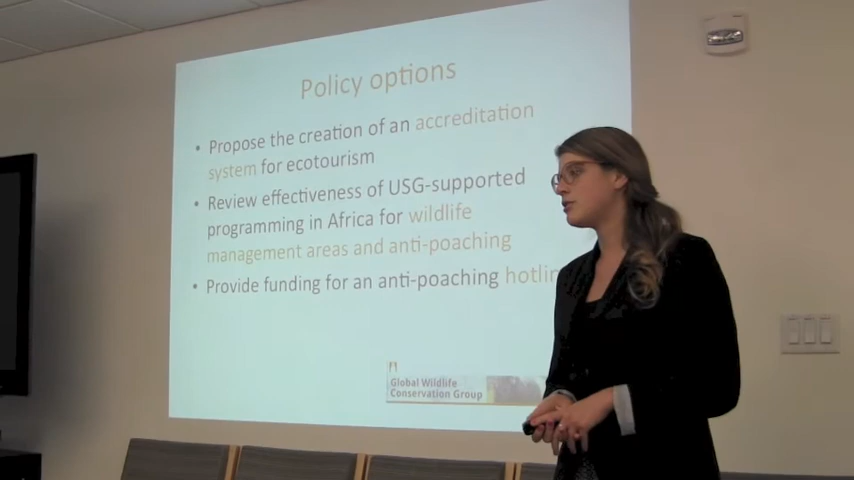 Policy options
• Propose the creation of an accreditation
system for ecotourism
• Review effectiveness of USG-supported
programming in Africa for wildlife
management areas and anti-poaching
• Provide funding for an anti-poaching
Global Wildlife
Conservation Group